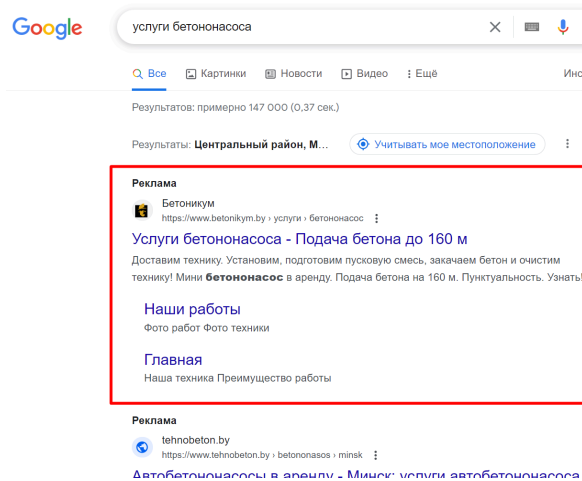 Google
услуги бетононасоса
Все Картинки Новости Видео Ещё
Результатов: примерно 147 000 (0,37 сек.)
Результаты: Центральный район, М... Учитывать мое местоположение
Реклама
Бетоникум
https://www.betonikym.by › услуги › бетононасос
Услуги бетононасоса - Подача бетона до 160 м
Доставим технику. Установим, подготовим пусковую смесь, закачаем бетон и очистим
технику! Мини бетононасос в аренду. Подача бетона на 160 м. Пунктуальность. Узнать!
Наши работы
Фото работ Фото техники
Главная
Наша техника Преимущество работы
Реклама
tehnobeton.by
https://www.tehnobeton.by › betononasos › minsk
Автобетононасосы в аренду - Минск: услуги автобетононасоса